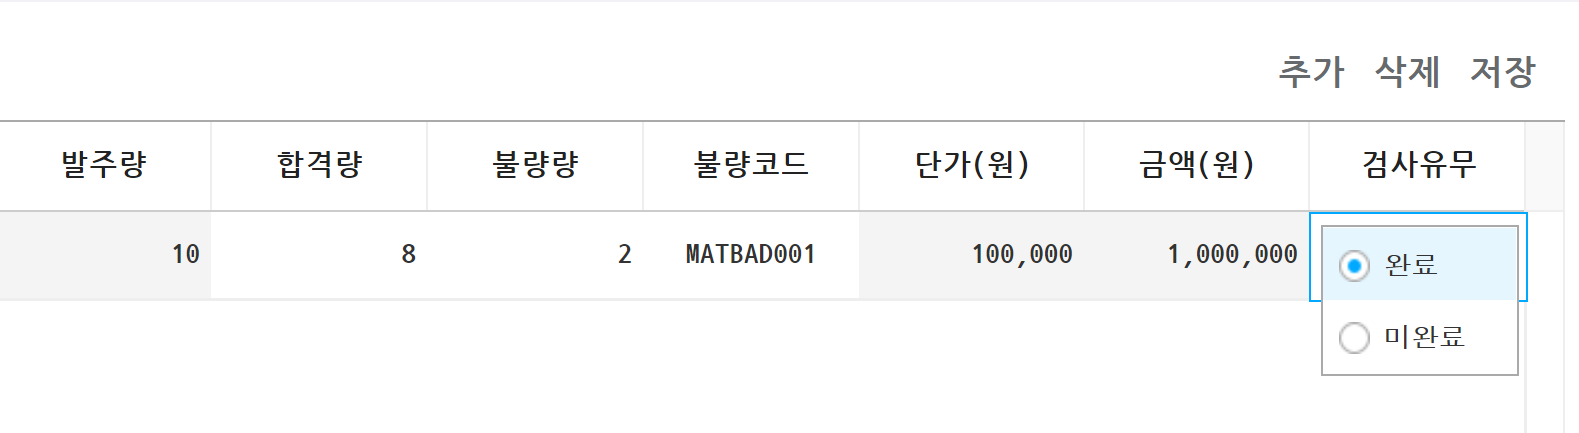 추가 삭제 저장
발주량 합격량 불량량 불량코드 단가(원) 금액(원) 검사유무
10 8 2 MATBAD001 100,000 1,000,000 완료
미완료